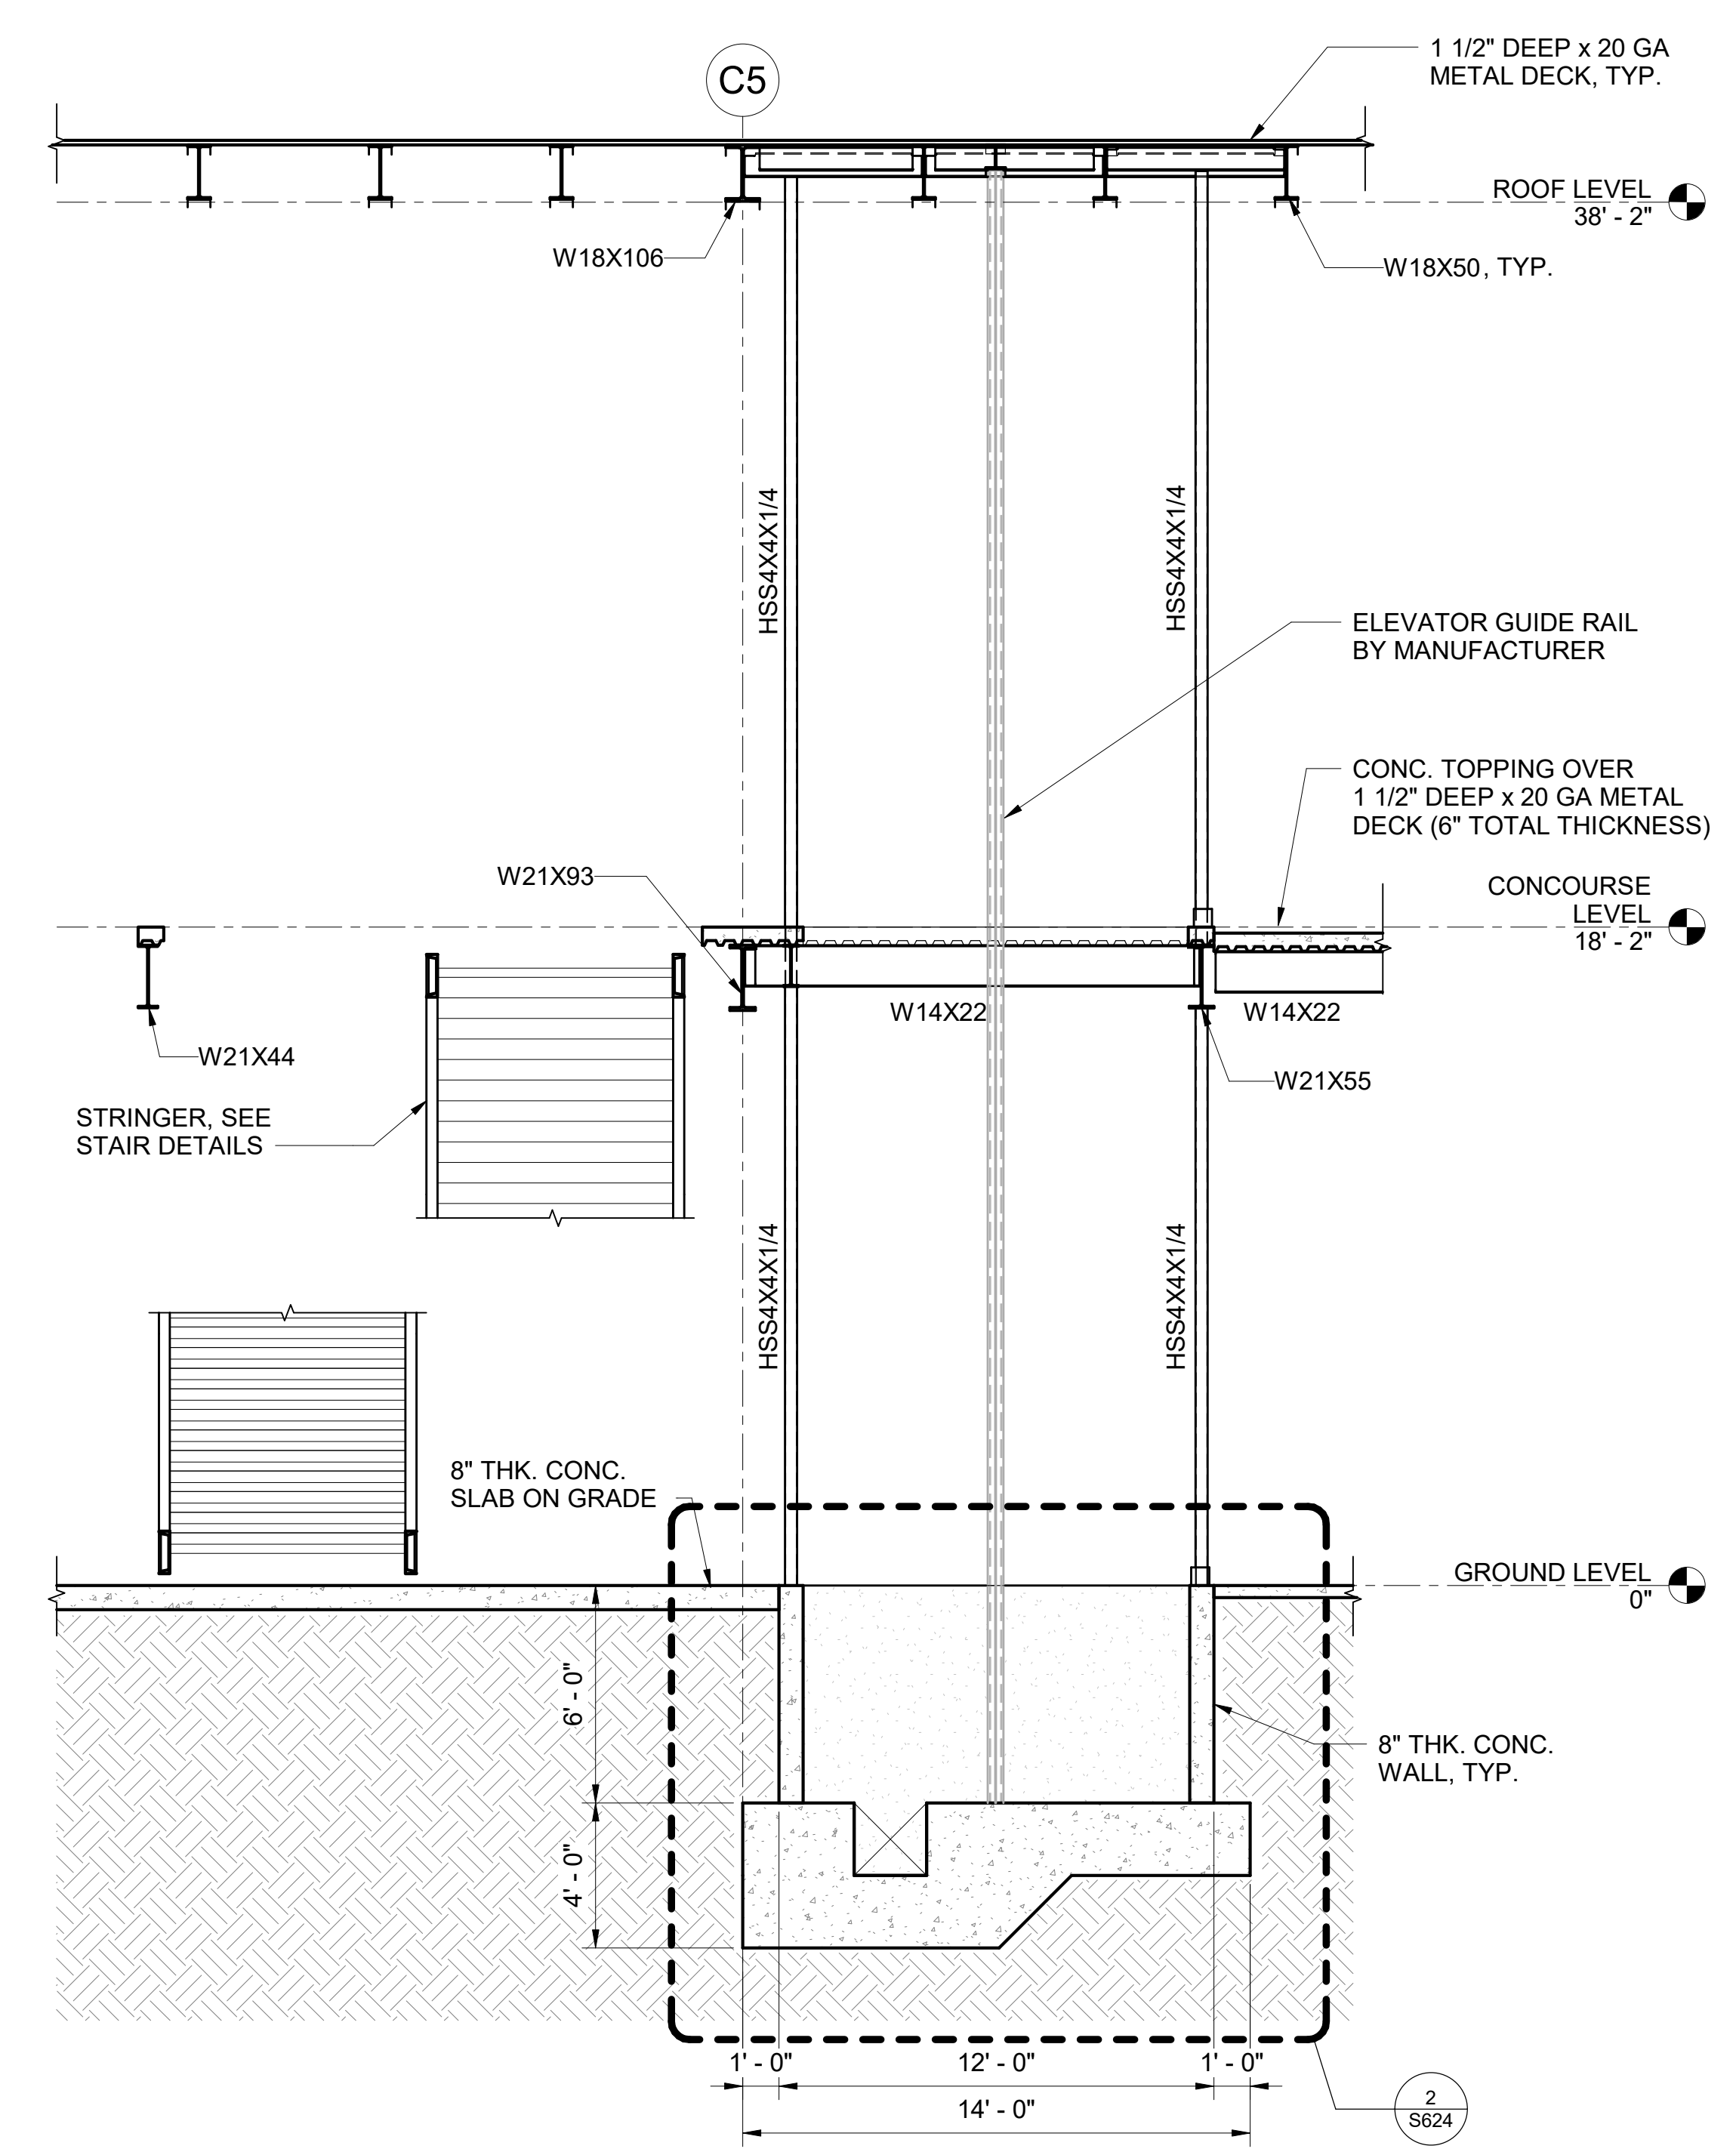 C5
1 1/2" DEEP x 20 GA
METAL DECK, TYP.
ROOF LEVEL
38' - 2"
W18X106
W18X50, TYP.
HSS4X4X1/4
HSS4X4X1/4
ELEVATOR GUIDE RAIL
BY MANUFACTURER
CONC. TOPPING OVER
1 1/2" DEEP x 20 GA METAL
DECK (6" TOTAL THICKNESS)
W21X93
CONCOURSE
LEVEL
18' - 2"
W14X22
W14X22
W21X44
W21X55
STRINGER, SEE
STAIR DETAILS
HSS4X4X1/4
HSS4X4X1/4
8" THK. CONC.
SLAB ON GRADE
GROUND LEVEL
0"
6' - 0"
8" THK. CONC.
WALL, TYP.
4' - 0"
1' - 0"
12' - 0"
1' - 0"
14' - 0"
2
S624